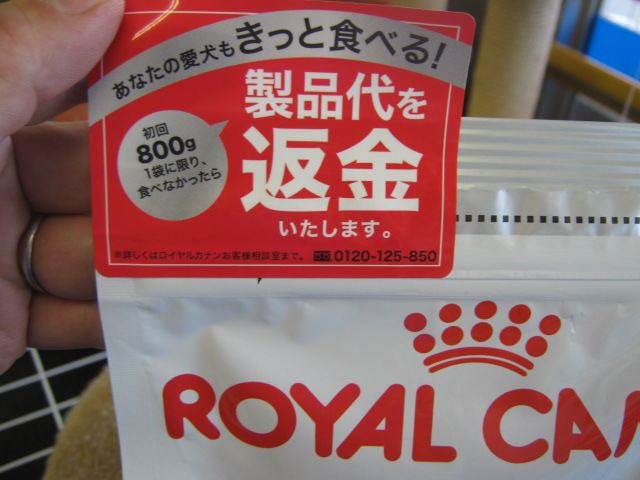 あなたの愛犬もきっと食べる!
製品代を
返金
いたします。
初回
800g
1袋に限り、
食べなかったら
※詳しくはロイヤルカナンお客様相談室まで。 0120-125-850
ROYAL CAN